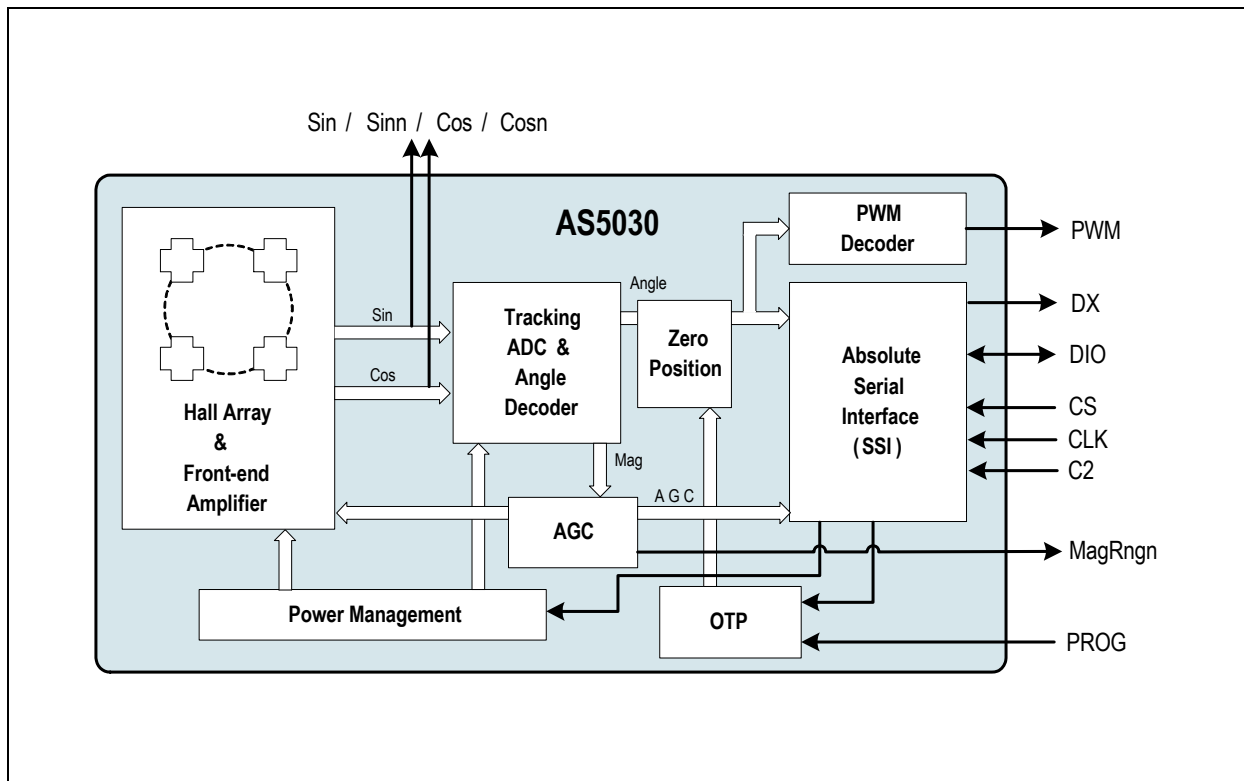 Sin / Sinn / Cos / Cosn
AS5030
PWM
Decoder
PWM
Hall Array
&
Front-end
Amplifier
Sin
Cos
Tracking
ADC &
Angle
Decoder
Angle
Zero
Position
Absolute
Serial
Interface
( SSI )
DX
DIO
CS
CLK
C2
Mag
AGC
A G C
MagRngn
Power Management
OTP
PROG